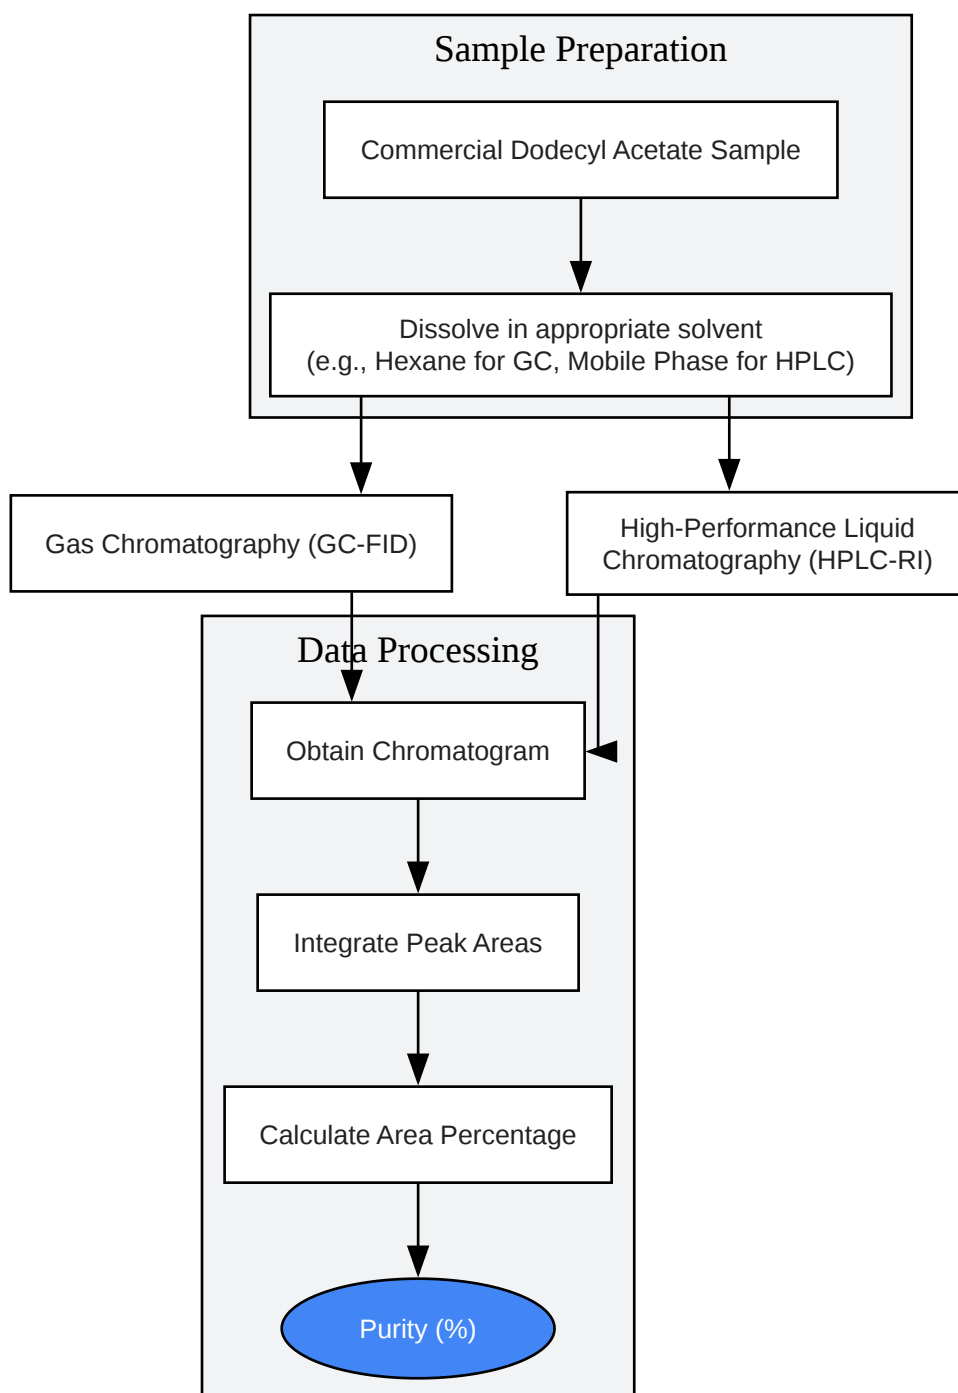 Sample Preparation
Commercial Dodecyl Acetate Sample
Dissolve in appropriate solvent
(e.g., Hexane for GC, Mobile Phase for HPLC)
Gas Chromatography (GC-FID)
High-Performance Liquid
Chromatography (HPLC-RI)
Data Processing
Obtain Chromatogram
Integrate Peak Areas
Calculate Area Percentage
Purity (%)